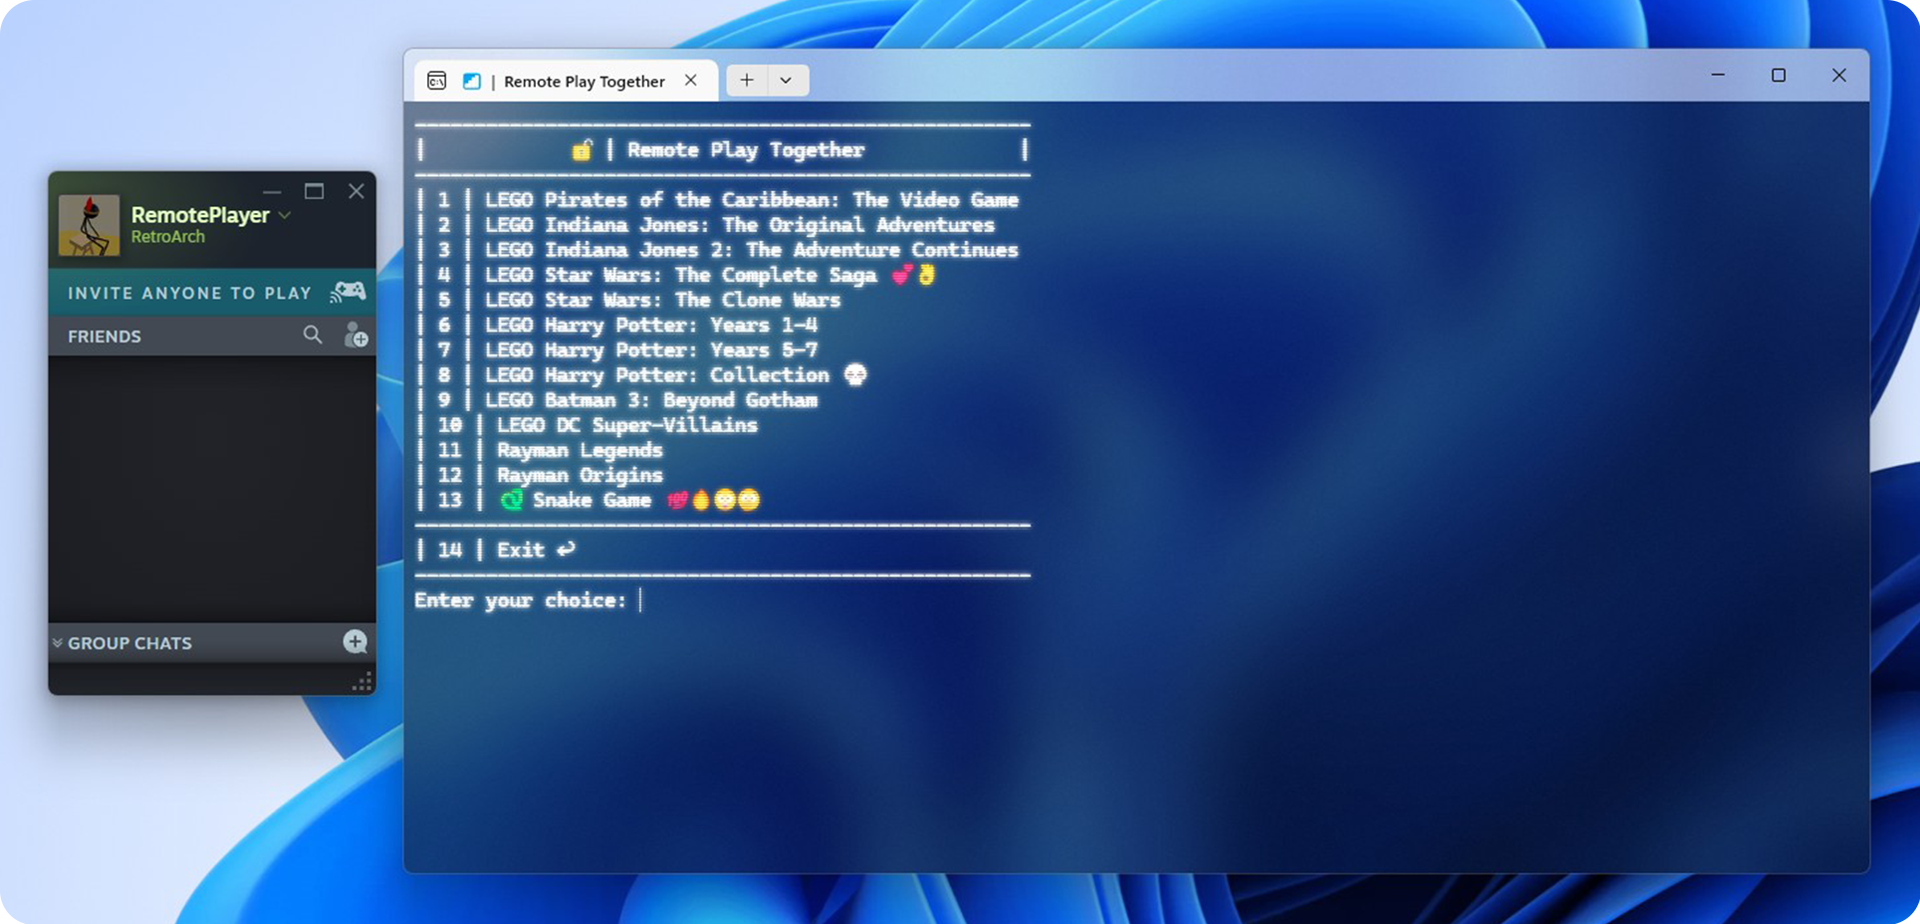 RemotePlayer
RetroArch
INVITE ANYONE TO PLAY
FRIENDS
GROUP CHATS
| Remote Play Together
| 🔓 | Remote Play Together |
| 1 | LEGO Pirates of the Caribbean: The Video Game
| 2 | LEGO Indiana Jones: The Original Adventures
| 3 | LEGO Indiana Jones 2: The Adventure Continues
| 4 | LEGO Star Wars: The Complete Saga 💕👌
| 5 | LEGO Star Wars: The Clone Wars
| 6 | LEGO Harry Potter: Years 1-4
| 7 | LEGO Harry Potter: Years 5-7
| 8 | LEGO Harry Potter: Collection 💀
| 9 | LEGO Batman 3: Beyond Gotham
| 10 | LEGO DC Super-Villains
| 11 | Rayman Legends
| 12 | Rayman Origins
| 13 | 🐍 Snake Game 💯🔥😳😳
| 14 | Exit ↩
Enter your choice: